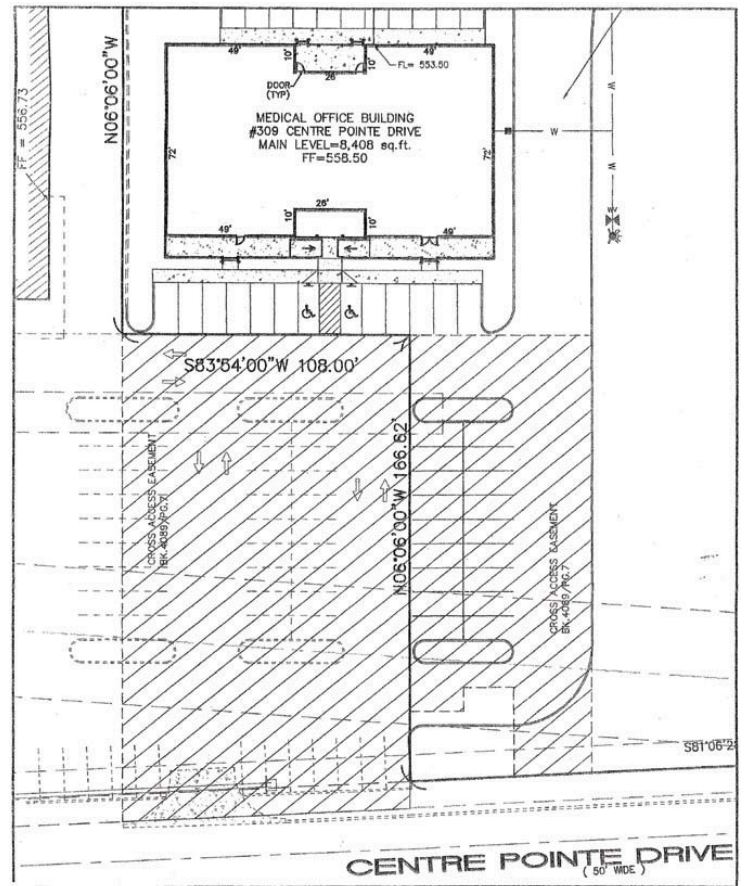 49'
10'
10'
49'
26'
FL= 553.50
DOOR
(TYP)
N06°06'00"W
FF = 556.73
MEDICAL OFFICE BUILDING
#309 CENTRE POINTE DRIVE
MAIN LEVEL=8,408 sq.ft.
FF=558.50
72'
72'
W
W
W
26'
10'
10'
49'
49'
S83°54'00"W 108.00'
N06°06'00"W 166.62'
CROSS ACCESS EASEMENT
BK.4089/PG.7
CROSS ACCESS EASEMENT
BK.4089/PG.7
S81°06'2
CENTRE POINTE DRIVE
( 50' WIDE )